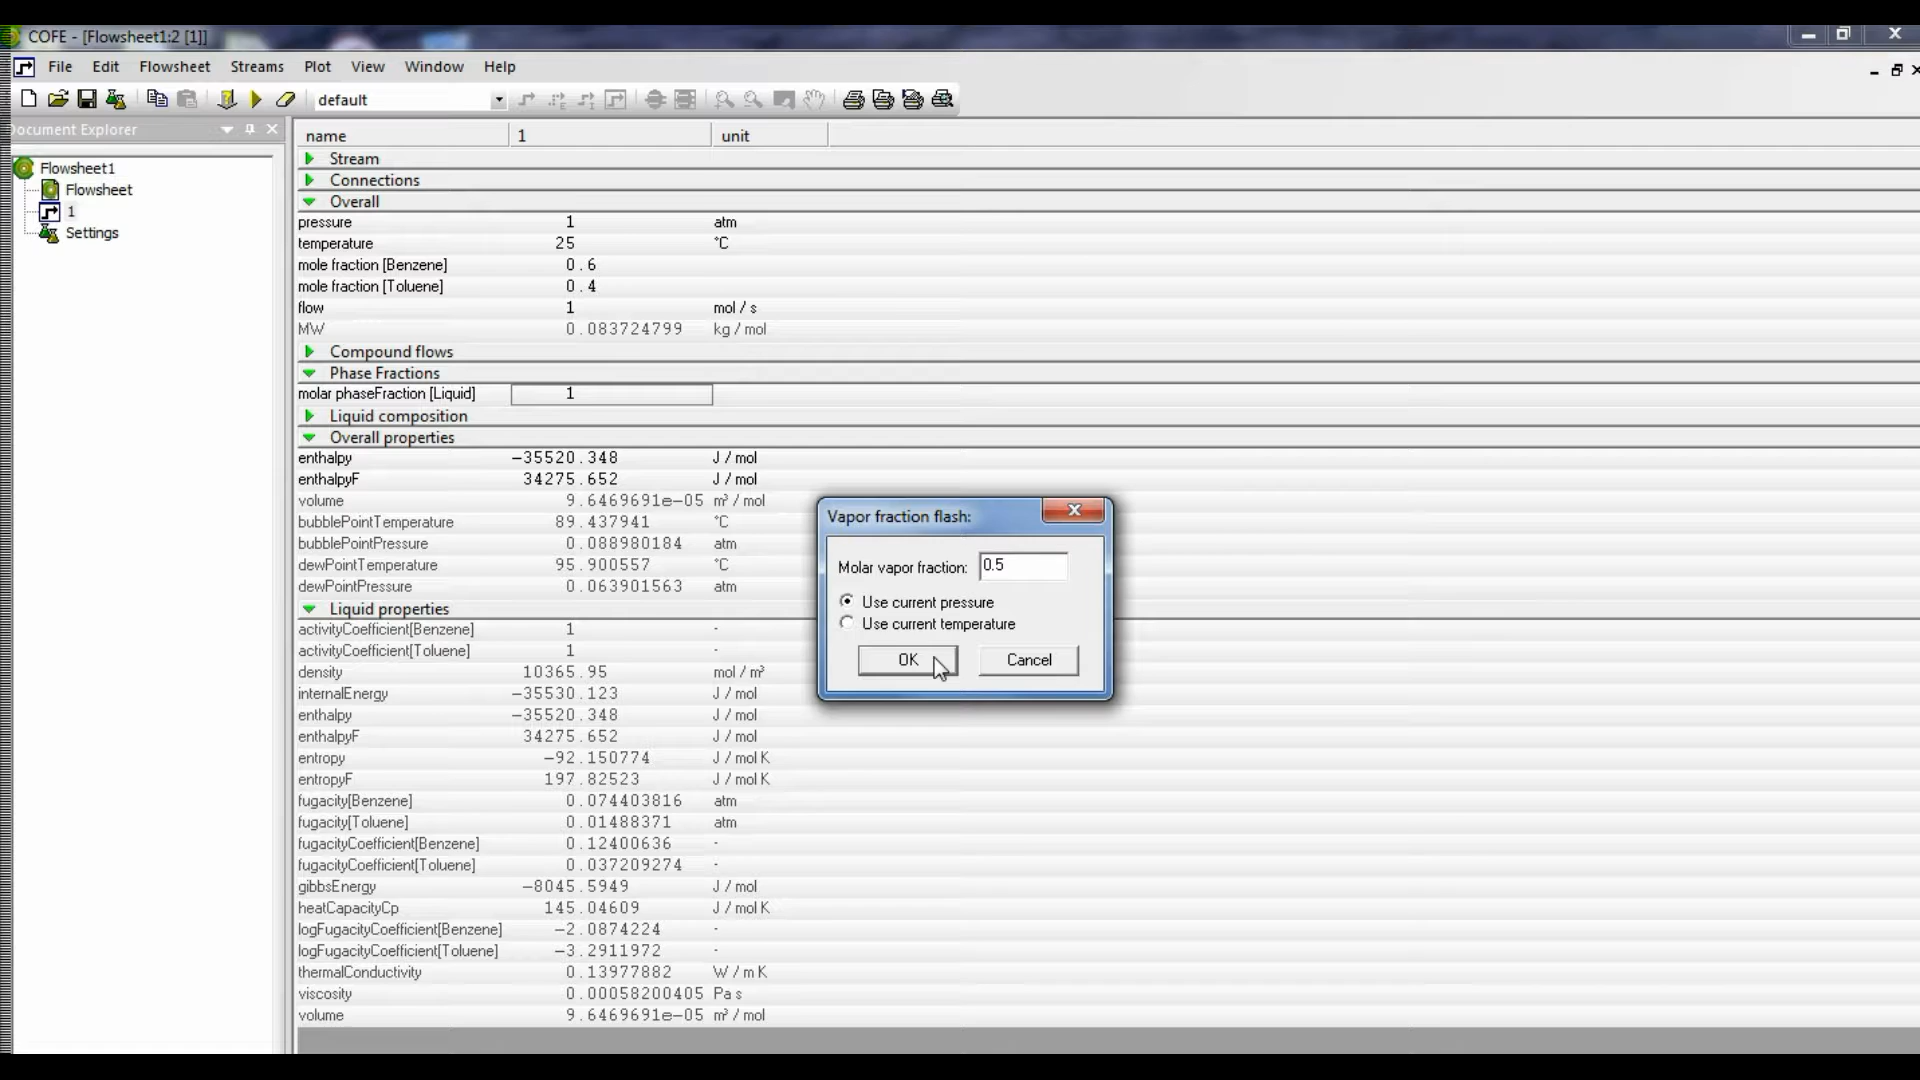 COFE - [Flowsheet1:2 [1]]
File Edit Flowsheet Streams Plot View Window Help
default
Document Explorer
Flowsheet1
Flowsheet
1
Settings
name 1 unit
Stream
Connections
Overall
pressure 1 atm
temperature 25 °C
mole fraction [Benzene] 0.6
mole fraction [Toluene] 0.4
flow 1 mol / s
MW 0.083724799 kg / mol
Compound flows
Phase Fractions
molar phaseFraction [Liquid] 1
Liquid composition
Overall properties
enthalpy -35520.348 J / mol
enthalpyF 34275.652 J / mol
volume 9.6469691e-05 m³ / mol
bubblePointTemperature 89.437941 °C
bubblePointPressure 0.088980184 atm
dewPointTemperature 95.900557 °C
dewPointPressure 0.063901563 atm
Liquid properties
activityCoefficient[Benzene] 1 -
activityCoefficient[Toluene] 1 -
density 10365.95 mol / m³
internalEnergy -35530.123 J / mol
enthalpy -35520.348 J / mol
enthalpyF 34275.652 J / mol
entropy -92.150774 J / mol K
entropyF 197.82523 J / mol K
fugacity[Benzene] 0.074403816 atm
fugacity[Toluene] 0.01488371 atm
fugacityCoefficient[Benzene] 0.12400636 -
fugacityCoefficient[Toluene] 0.037209274 -
gibbsEnergy -8045.5949 J / mol
heatCapacityCp 145.04609 J / mol K
logFugacityCoefficient[Benzene] -2.0874224 -
logFugacityCoefficient[Toluene] -3.2911972 -
thermalConductivity 0.13977882 W / m K
viscosity 0.00058200405 Pa s
volume 9.6469691e-05 m³ / mol
Vapor fraction flash:
Molar vapor fraction: 0.5
Use current pressure
Use current temperature
OK Cancel